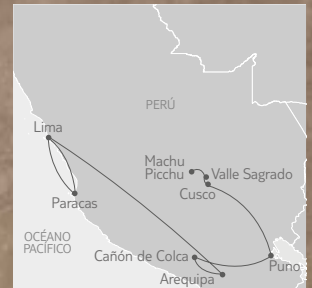 PERÚ
Lima
Machu
Picchu
Valle Sagrado
Cusco
Paracas
OCÉANO
PACÍFICO
Cañón de Colca
Puno
Arequipa